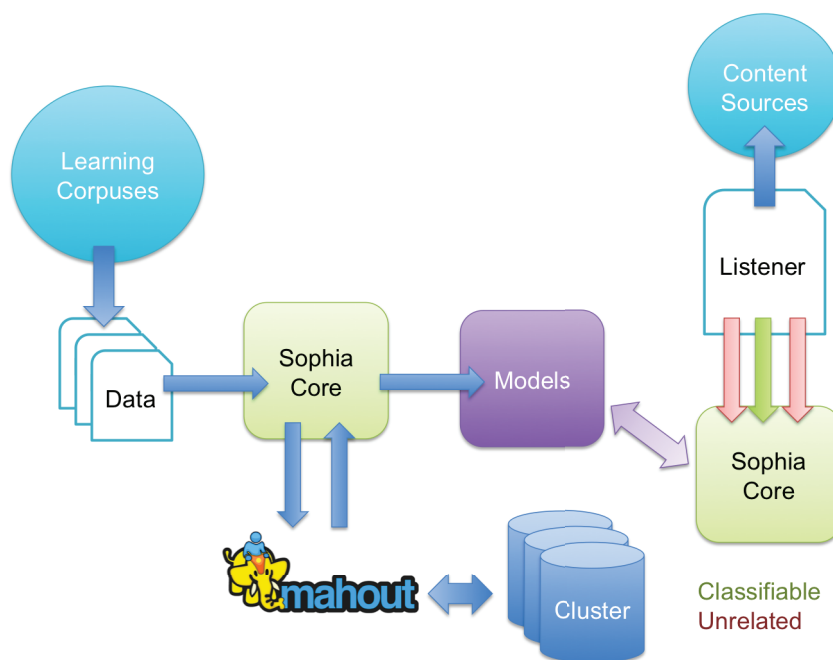 Content
Sources
Learning
Corpuses
Listener
Sophia
Core
Models
Data
Sophia
Core
mahout
Cluster
Classifiable
Unrelated